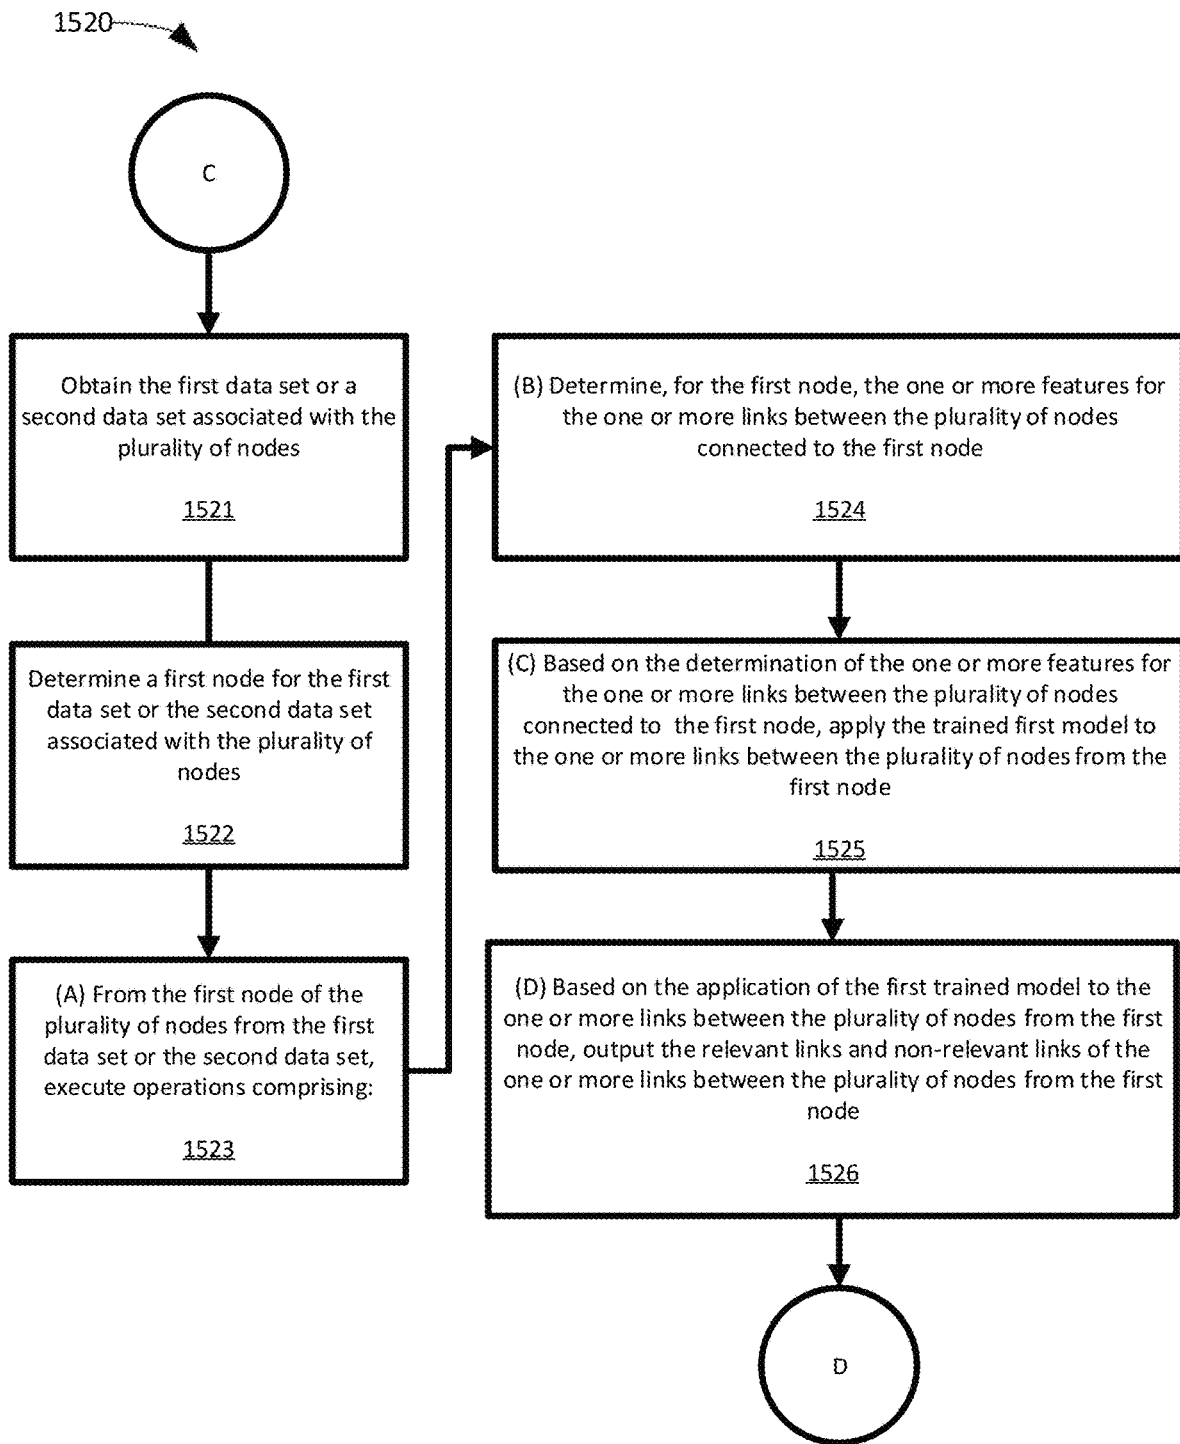 1520
C
Obtain the first data set or a
second data set associated with the
plurality of nodes
1521
Determine a first node for the first
data set or the second data set
associated with the plurality of
nodes
1522
(A) From the first node of the
plurality of nodes from the first
data set or the second data set,
execute operations comprising:
1523
(B) Determine, for the first node, the one or more features for
the one or more links between the plurality of nodes
connected to the first node
1524
(C) Based on the determination of the one or more features for
the one or more links between the plurality of nodes
connected to the first node, apply the trained first model to
the one or more links between the plurality of nodes from the
first node
1525
(D) Based on the application of the first trained model to the
one or more links between the plurality of nodes from the first
node, output the relevant links and non-relevant links of the
one or more links between the plurality of nodes from the first
node
1526
D